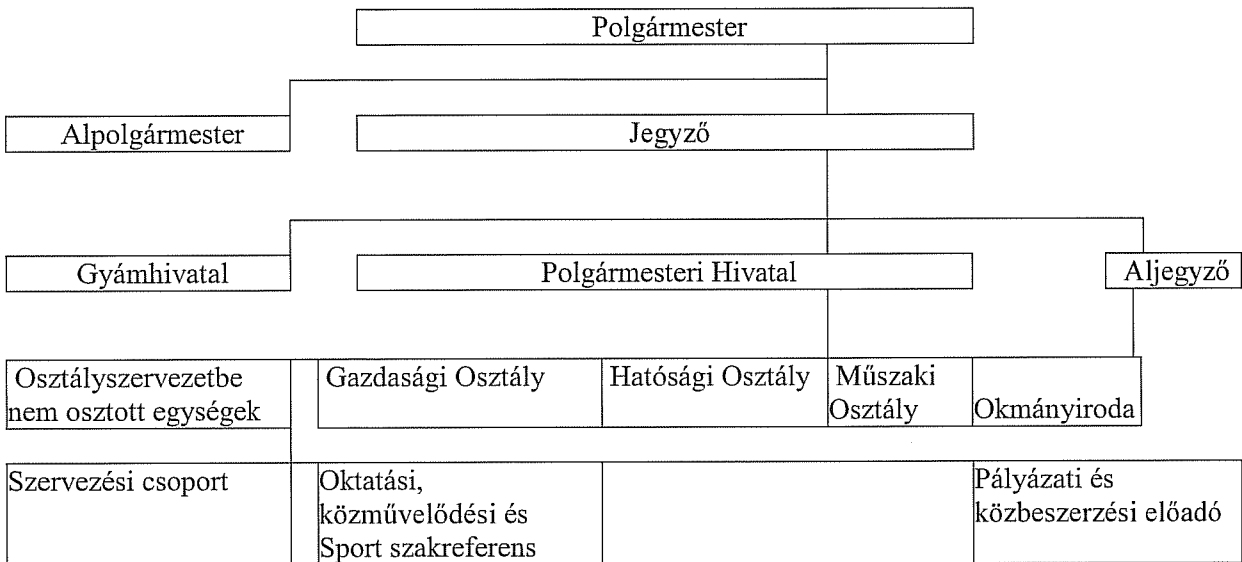 Polgármester
Alpolgármester
Jegyző
Gyámhivatal
Polgármesteri Hivatal
Aljegyző
Osztályszervezetbe
nem osztott egységek
Gazdasági Osztály
Hatósági Osztály
Műszaki
Osztály
Okmányiroda
Szervezési csoport
Oktatási,
közművelődési és
Sport szakreferens
Pályázati és
közbeszerzési előadó